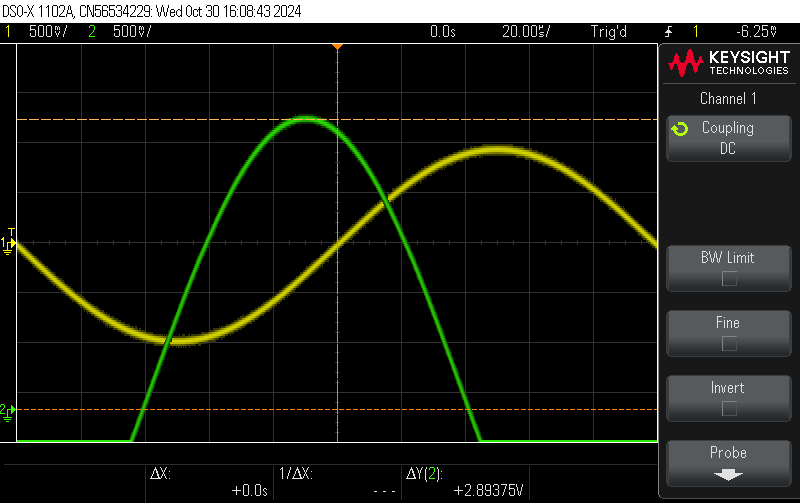 DSO-X 1102A, CN56534229: Wed Oct 30 16:08:43 2024
1 500♡/ 2 500♡/ 0.0s 20.00♡/ Trig'd 1 -6.25♡
KEYSIGHT
TECHNOLOGIES
Channel 1
Coupling
DC
T
1
BW Limit
Fine
Invert
2
Probe
ΔX: 1/ΔX: ΔY(2):
+0.0s --- +2.89375V